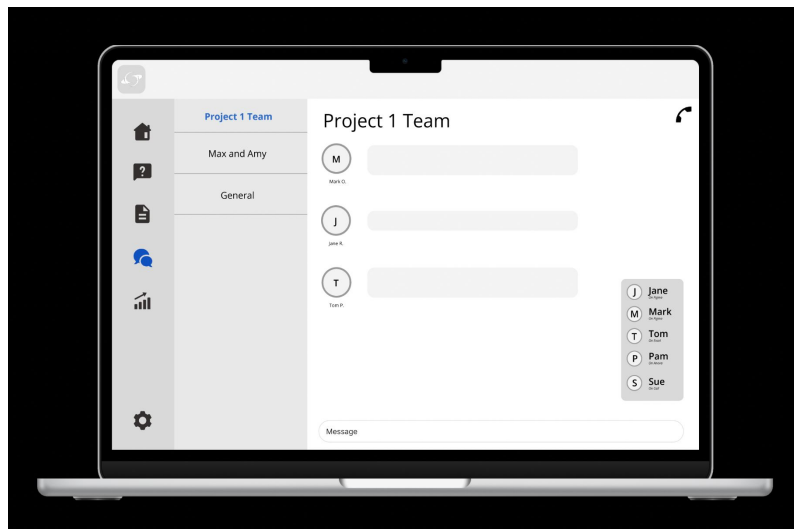 Project 1 Team
Max and Amy
General
Project 1 Team
M
Mark O.
J
Jane R.
T
Tom P.
J Jane
M Mark
T Tom
P Pam
S Sue
Message
?